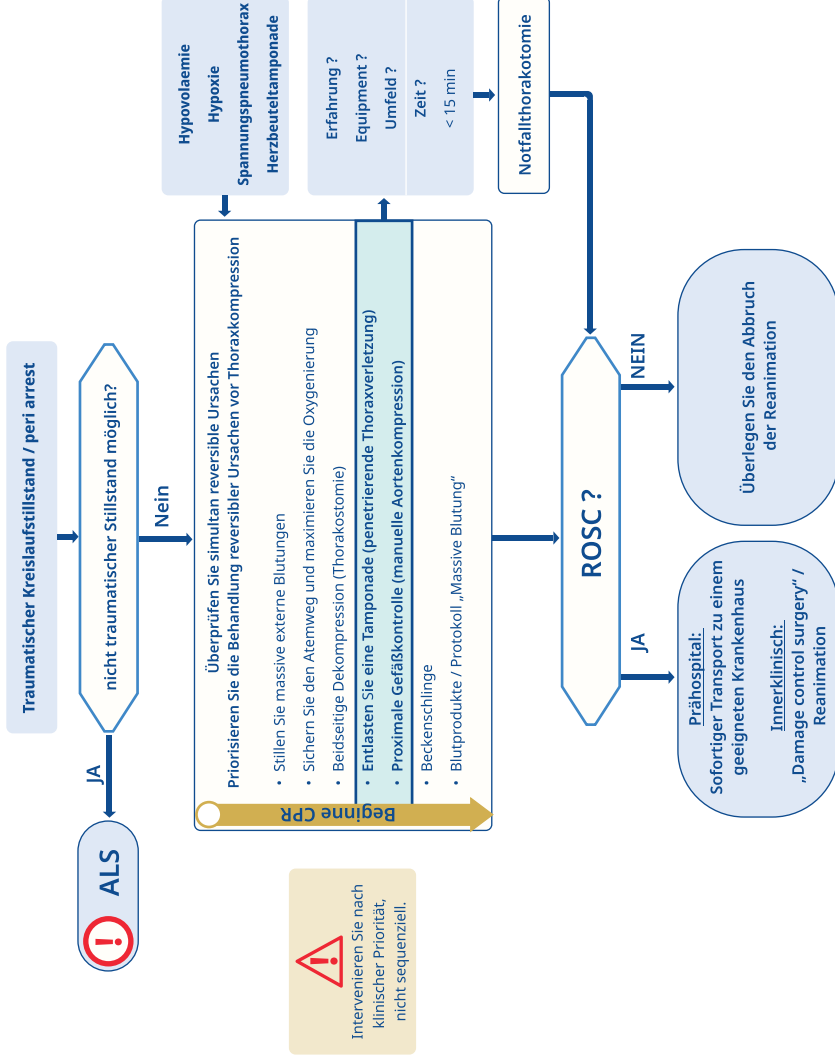 Traumatischer Kreislaufstillstand / peri arrest
nicht traumatischer Stillstand möglich?
JA
ALS
Nein
Hypovolaemie
Hypoxie
Spannungspneumothorax
Herzbeuteltamponade
Überprüfen Sie simultan reversible Ursachen
Priorisieren Sie die Behandlung reversibler Ursachen vor Thoraxkompression
• Stillen Sie massive externe Blutungen
• Sichern Sie den Atemweg und maximieren Sie die Oxygenierung
• Beidseitige Dekompression (Thorakostomie)
• Entlasten Sie eine Tamponade (penetrierende Thoraxverletzung)
• Proximale Gefäßkontrolle (manuelle Aortenkompression)
• Beckenschlinge
• Blutprodukte / Protokoll „Massive Blutung“
Beginne CPR
Intervenieren Sie nach
klinischer Priorität,
nicht sequenziell.
Erfahrung ?
Equipment ?
Umfeld ?
Zeit ?
< 15 min
Notfallthorakotomie
ROSC ?
JA
NEIN
Prähospital:
Sofortiger Transport zu einem
geeigneten Krankenhaus
Innerklinisch:
„Damage control surgery“ /
Reanimation
Überlegen Sie den Abbruch
der Reanimation